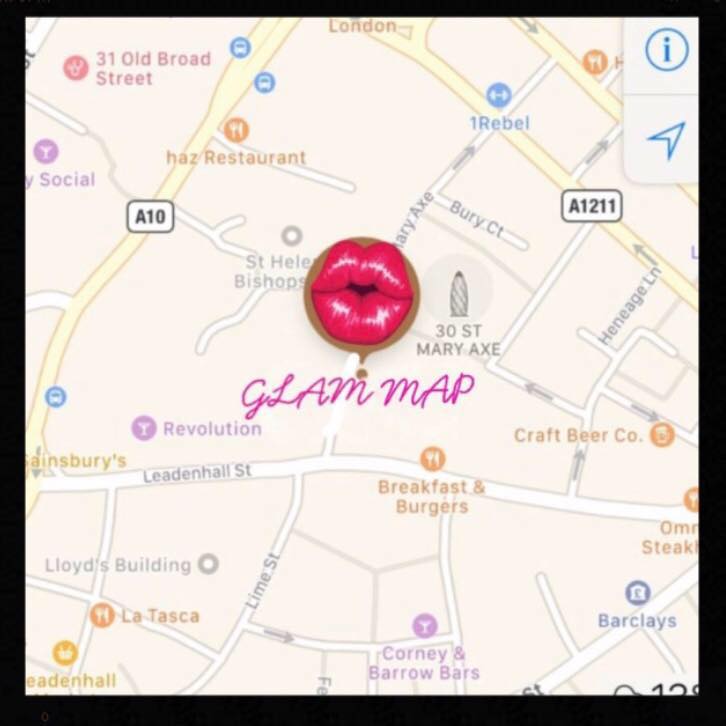 London
31 Old Broad
Street
1Rebel
haz Restaurant
y Social
A10
A1211
Mary Axe
Bury Ct
St Hele
Bishops
30 ST
MARY AXE
Heneage Ln
GLAM MAP
Revolution
Craft Beer Co.
ainsbury's
Leadenhall St
Breakfast &
Burgers
Lloyd's Building
Lime St
Steak
La Tasca
Barclays
Corney &
Barrow Bars
eadenhall